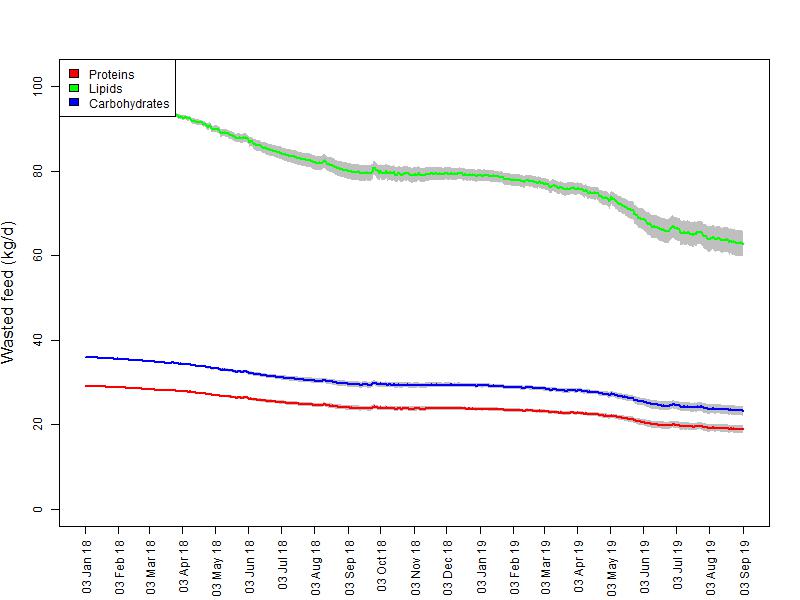 Proteins
Lipids
Carbohydrates
Wasted feed (kg/d)
100
80
60
40
20
0
03 Jan 18
03 Feb 18
03 Mar 18
03 Apr 18
03 May 18
03 Jun 18
03 Jul 18
03 Aug 18
03 Sep 18
03 Oct 18
03 Nov 18
03 Dec 18
03 Jan 19
03 Feb 19
03 Mar 19
03 Apr 19
03 May 19
03 Jun 19
03 Jul 19
03 Aug 19
03 Sep 19